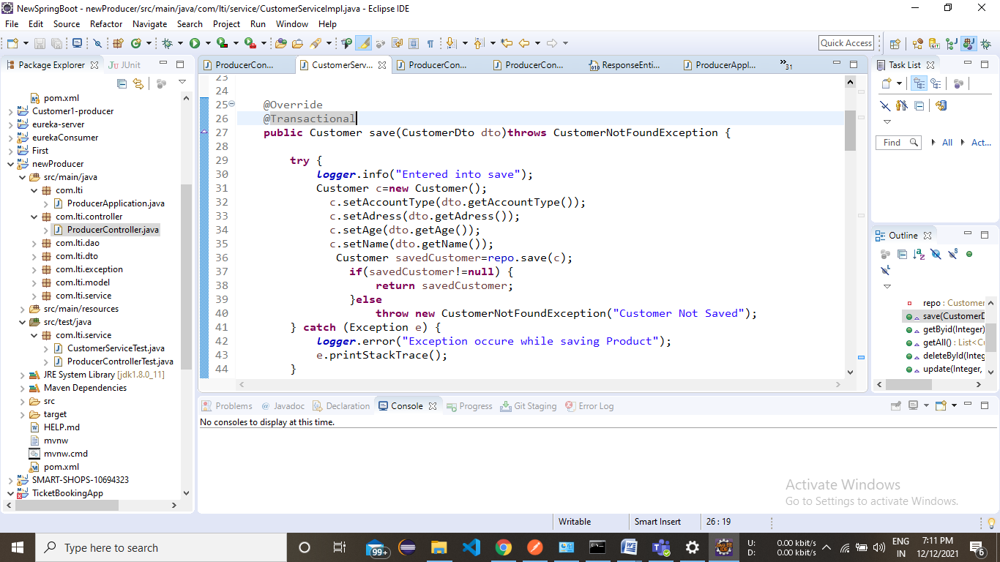 NewSpringBoot - newProducer/src/main/java/com/lti/service/CustomerServiceImpl.java - Eclipse IDE
File Edit Source Refactor Navigate Search Project Run Window Help
Quick Access
Package Explorer JUnit
pom.xml
Customer1-producer
eureka-server
eurekaConsumer
First
newProducer
src/main/java
com.lti
ProducerApplication.java
com.lti.controller
ProducerController.java
com.lti.dao
com.lti.dto
com.lti.exception
com.lti.model
com.lti.service
src/main/resources
src/test/java
com.lti.service
CustomerServiceTest.java
ProducerControllerTest.java
JRE System Library [jdk1.8.0_11]
Maven Dependencies
src
target
HELP.md
mvnw
mvnw.cmd
pom.xml
SMART-SHOPS-10694323
TicketBookingApp
ProducerCon... CustomerServ... ProducerCon... ProducerCon... ResponseEnti... ProducerAppl... 31
23
24
25 @Override
26 @Transactional
27 public Customer save(CustomerDto dto)throws CustomerNotFoundException {
28
29 try {
30 logger.info("Entered into save");
31 Customer c=new Customer();
32 c.setAccountType(dto.getAccountType());
33 c.setAdress(dto.getAdress());
34 c.setAge(dto.getAge());
35 c.setName(dto.getName());
36 Customer savedCustomer=repo.save(c);
37 if(savedCustomer!=null) {
38 return savedCustomer;
39 }else
40 throw new CustomerNotFoundException("Customer Not Saved");
41 } catch (Exception e) {
42 logger.error("Exception occure while saving Product");
43 e.printStackTrace();
44 }
Task List
Find All Act...
Outline
repo : Customer
save(CustomerD
getByid(Integer)
getAll() : List<C
deleteById(Integ
update(Integer,
Problems @ Javadoc Declaration Console Progress Git Staging Error Log
No consoles to display at this time.
Activate Windows
Go to Settings to activate Windows.
Writable Smart Insert 26 : 19
Type here to search
99+
U: 0.00 kbit/s
D: 0.00 kbit/s
ENG
IN
7:11 PM
12/12/2021
6